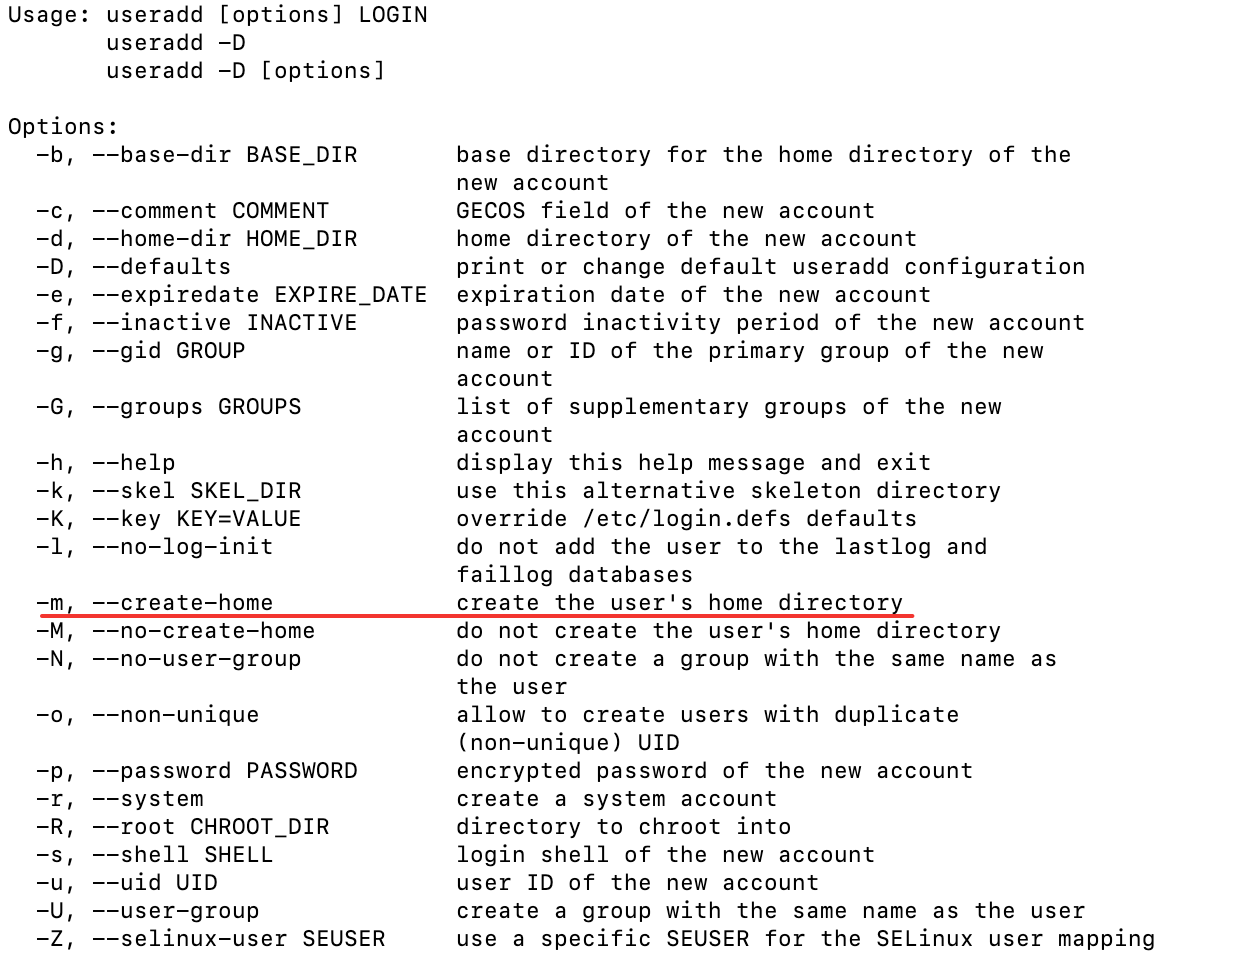 Usage: useradd [options] LOGIN
       useradd -D
       useradd -D [options]

Options:
  -b, --base-dir BASE_DIR       base directory for the home directory of the
                                new account
  -c, --comment COMMENT         GECOS field of the new account
  -d, --home-dir HOME_DIR       home directory of the new account
  -D, --defaults                print or change default useradd configuration
  -e, --expiredate EXPIRE_DATE  expiration date of the new account
  -f, --inactive INACTIVE       password inactivity period of the new account
  -g, --gid GROUP               name or ID of the primary group of the new
                                account
  -G, --groups GROUPS           list of supplementary groups of the new
                                account
  -h, --help                    display this help message and exit
  -k, --skel SKEL_DIR           use this alternative skeleton directory
  -K, --key KEY=VALUE           override /etc/login.defs defaults
  -l, --no-log-init             do not add the user to the lastlog and
                                faillog databases
  -m, --create-home             create the user's home directory
  -M, --no-create-home          do not create the user's home directory
  -N, --no-user-group           do not create a group with the same name as
                                the user
  -o, --non-unique              allow to create users with duplicate
                                (non-unique) UID
  -p, --password PASSWORD       encrypted password of the new account
  -r, --system                  create a system account
  -R, --root CHROOT_DIR         directory to chroot into
  -s, --shell SHELL             login shell of the new account
  -u, --uid UID                 user ID of the new account
  -U, --user-group              create a group with the same name as the user
  -Z, --selinux-user SEUSER     use a specific SEUSER for the SELinux user mapping